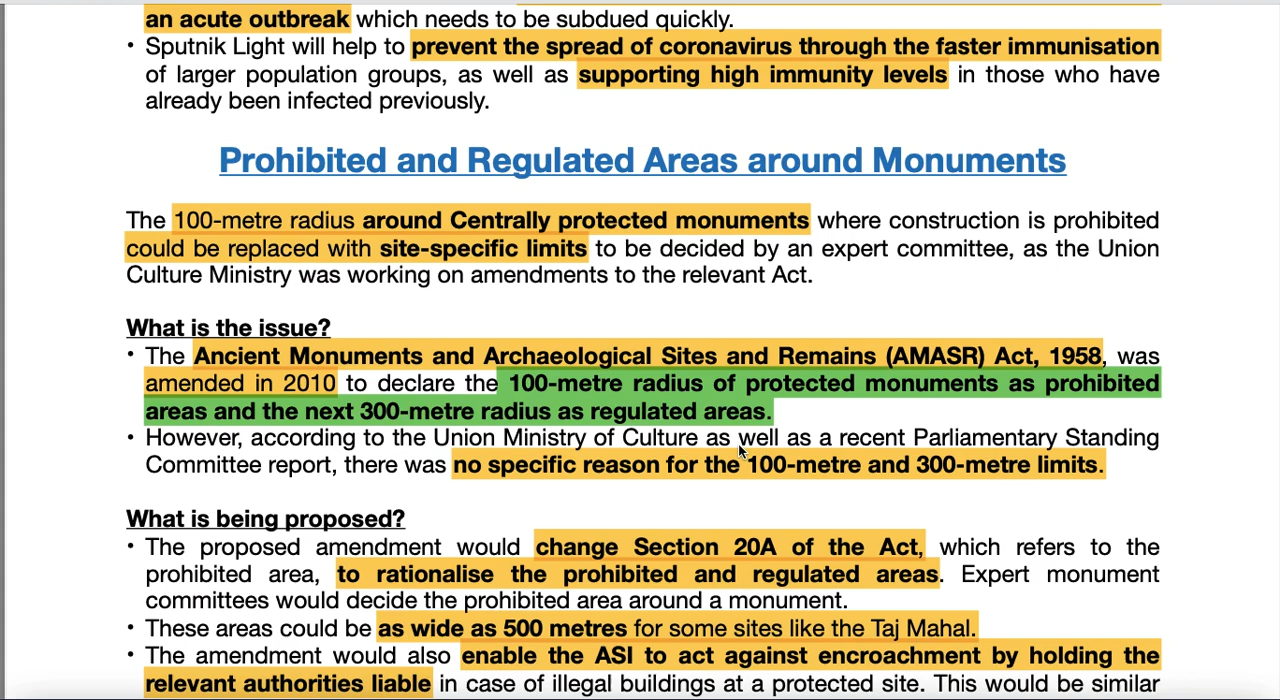 an acute outbreak which needs to be subdued quickly.
• Sputnik Light will help to prevent the spread of coronavirus through the faster immunisation
of larger population groups, as well as supporting high immunity levels in those who have
already been infected previously.
Prohibited and Regulated Areas around Monuments
The 100-metre radius around Centrally protected monuments where construction is prohibited
could be replaced with site-specific limits to be decided by an expert committee, as the Union
Culture Ministry was working on amendments to the relevant Act.
What is the issue?
• The Ancient Monuments and Archaeological Sites and Remains (AMASR) Act, 1958, was
amended in 2010 to declare the 100-metre radius of protected monuments as prohibited
areas and the next 300-metre radius as regulated areas.
• However, according to the Union Ministry of Culture as well as a recent Parliamentary Standing
Committee report, there was no specific reason for the 100-metre and 300-metre limits.
What is being proposed?
• The proposed amendment would change Section 20A of the Act, which refers to the
prohibited area, to rationalise the prohibited and regulated areas. Expert monument
committees would decide the prohibited area around a monument.
• These areas could be as wide as 500 metres for some sites like the Taj Mahal.
• The amendment would also enable the ASI to act against encroachment by holding the
relevant authorities liable in case of illegal buildings at a protected site. This would be similar